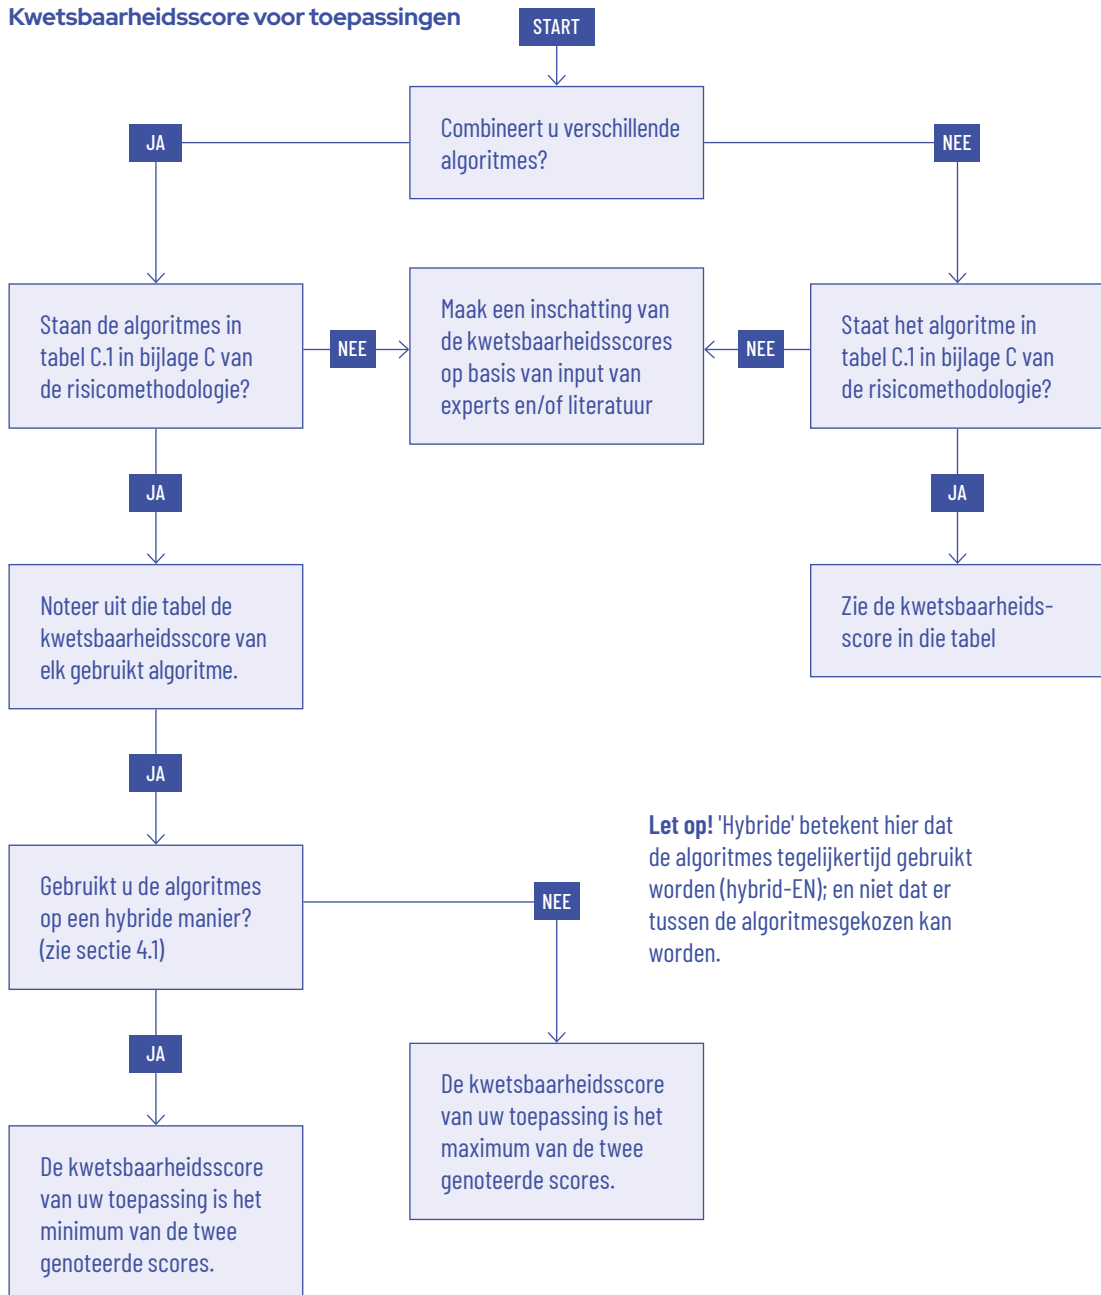 Kwetsbaarheidsscore voor toepassingen
START
Combineert u verschillende
algoritmes?
JA
NEE
Staan de algoritmes in
tabel C.1 in bijlage C van
de risicomethodologie?
NEE
Maak een inschatting van
de kwetsbaarheidsscores
op basis van input van
experts en/of literatuur
NEE
Staat het algoritme in
tabel C.1 in bijlage C van
de risicomethodologie?
JA
JA
Noteer uit die tabel de
kwetsbaarheidsscore van
elk gebruikt algoritme.
Zie de kwetsbaarheids-
score in die tabel
JA
Gebruikt u de algoritmes
op een hybride manier?
(zie sectie 4.1)
NEE
Let op! 'Hybride' betekent hier dat
de algoritmes tegelijkertijd gebruikt
worden (hybrid-EN); en niet dat er
tussen de algoritmesgekozen kan
worden.
JA
De kwetsbaarheidsscore
van uw toepassing is het
maximum van de twee
genoteerde scores.
De kwetsbaarheidsscore
van uw toepassing is het
minimum van de twee
genoteerde scores.